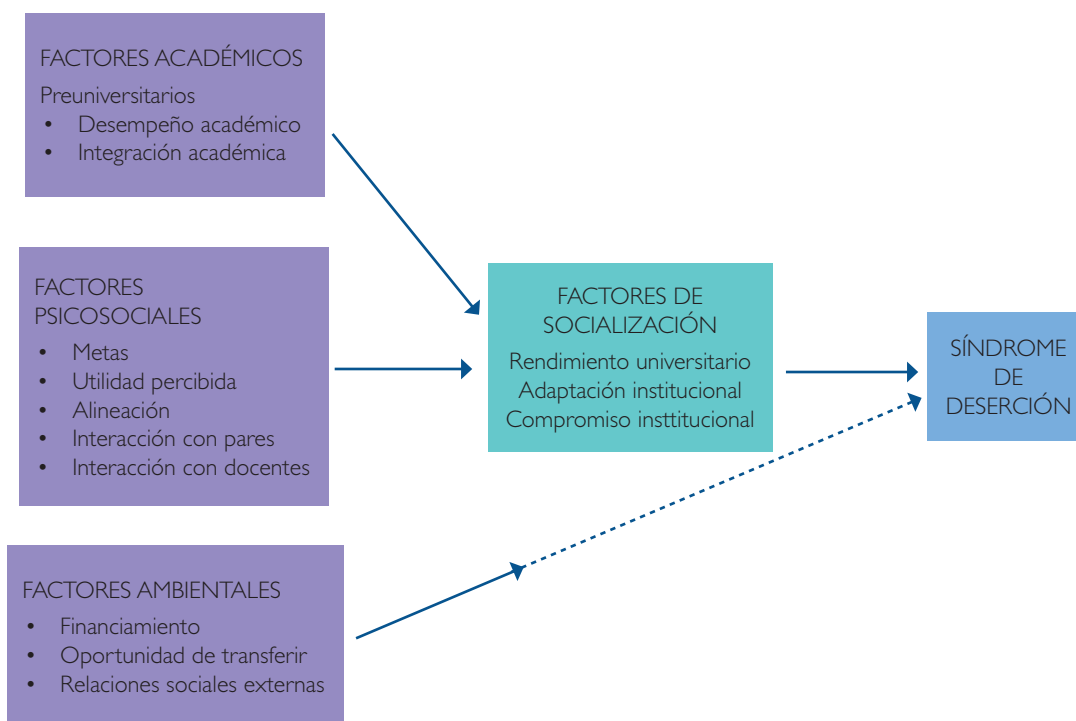 FACTORES ACADÉMICOS
Preuniversitarios
• Desempeño académico
• Integración académica
FACTORES
PSICOSOCIALES
• Metas
• Utilidad percibida
• Alineación
• Interacción con pares
• Interacción con docentes
FACTORES AMBIENTALES
• Financiamiento
• Oportunidad de transferir
• Relaciones sociales externas
FACTORES DE
SOCIALIZACIÓN
Rendimiento universitario
Adaptación institucional
Compromiso insttitucional
SÍNDROME
DE
DESERCIÓN